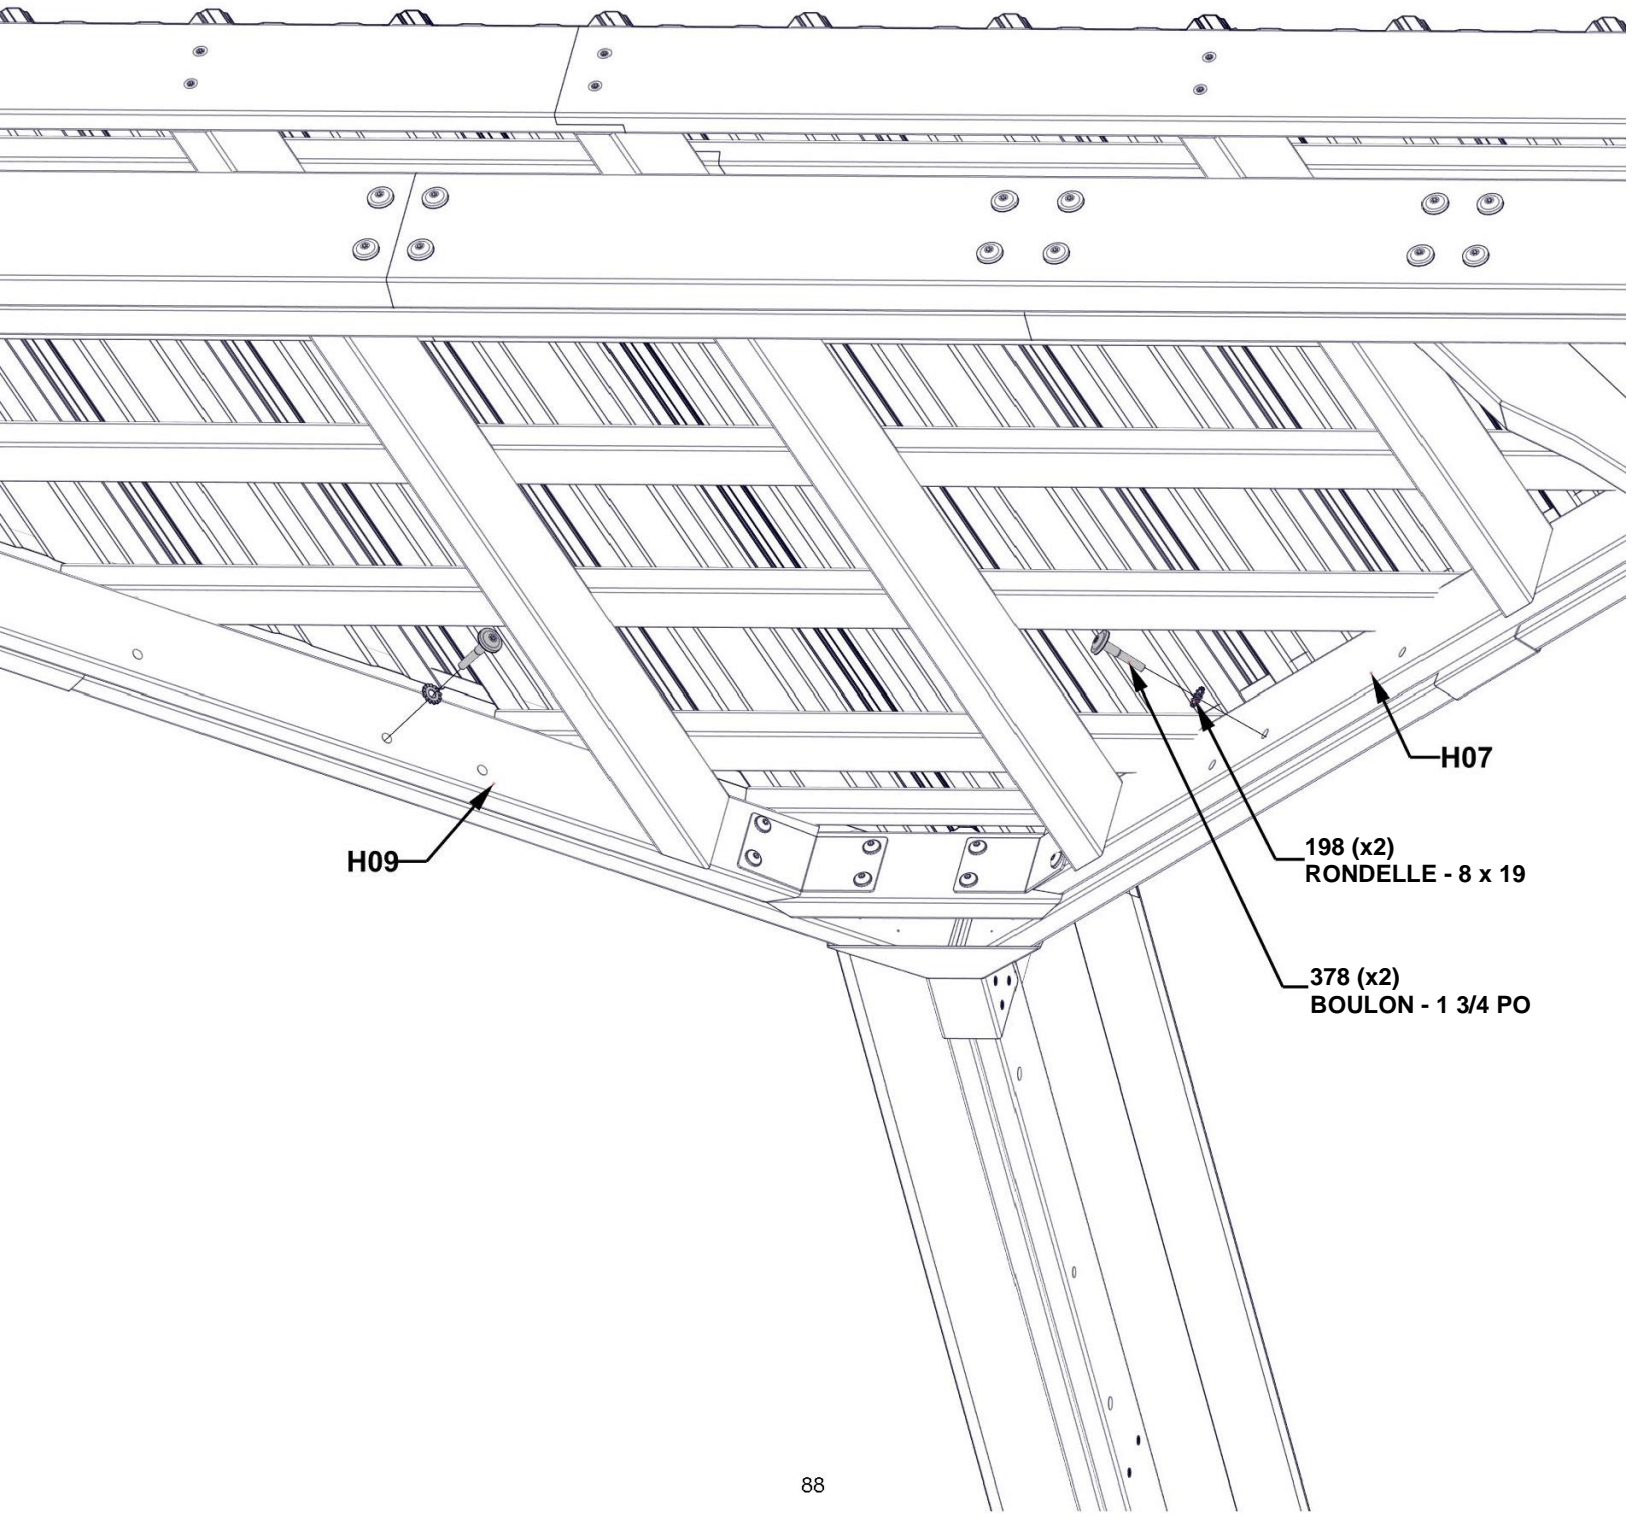 H07
H09
198 (x2)
RONDELLE - 8 x 19
378 (x2)
BOULON - 1 3/4 PO
88